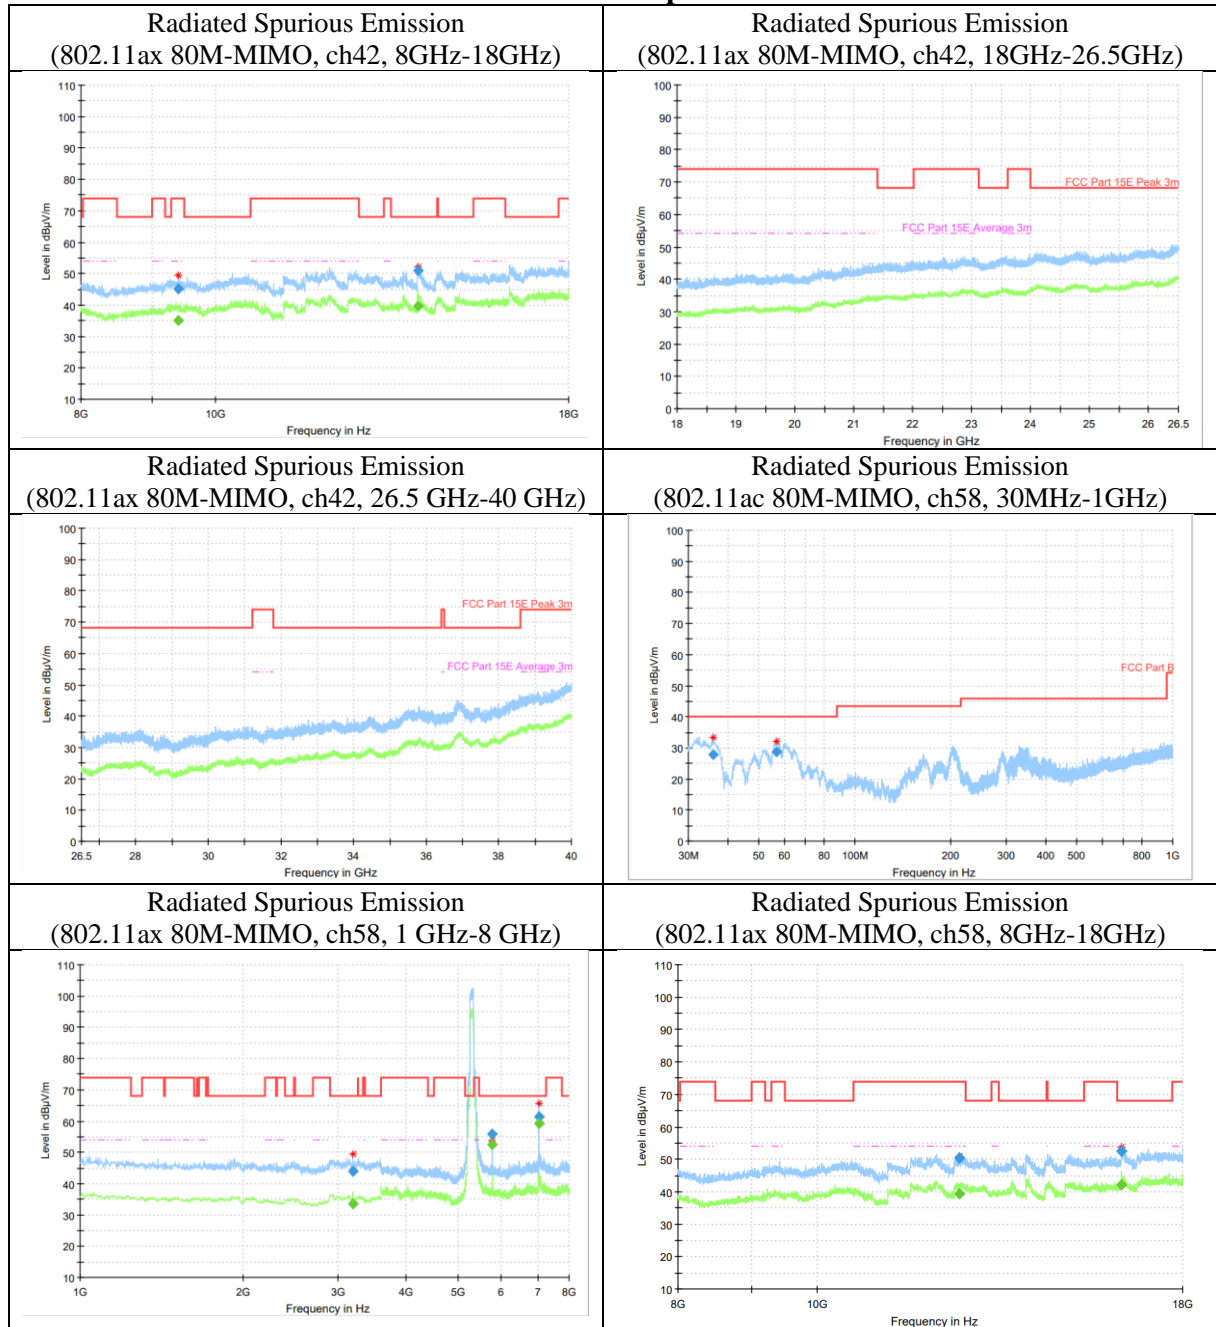 Radiated Spurious Emission
(802.11ax 80M-MIMO, ch42, 8GHz-18GHz)
110
100
90
80
70
60
50
40
30
20
10
Level in dBµV/m
8G
10G
18G
Frequency in Hz
Radiated Spurious Emission
(802.11ax 80M-MIMO, ch42, 18GHz-26.5GHz)
100
90
80
70
60
50
40
30
20
10
0
Level in dBµV/m
FCC Part 15E Peak 3m
FCC Part 15E Average 3m
18
19
20
21
22
23
24
25
26
26.5
Frequency in GHz
Radiated Spurious Emission
(802.11ax 80M-MIMO, ch42, 26.5 GHz-40 GHz)
100
90
80
70
60
50
40
30
20
10
0
Level in dBµV/m
FCC Part 15E Peak 3m
FCC Part 15E Average 3m
26.5
28
30
32
34
36
38
40
Frequency in GHz
Radiated Spurious Emission
(802.11ac 80M-MIMO, ch58, 30MHz-1GHz)
100
90
80
70
60
50
40
30
20
10
0
Level in dBµV/m
FCC Part B
30M
50
60
80
100M
200
300
400
500
800
1G
Frequency in Hz
Radiated Spurious Emission
(802.11ax 80M-MIMO, ch58, 1 GHz-8 GHz)
110
100
90
80
70
60
50
40
30
20
10
Level in dBµV/m
1G
2G
3G
4G
5G
6
7
8G
Frequency in Hz
Radiated Spurious Emission
(802.11ax 80M-MIMO, ch58, 8GHz-18GHz)
110
100
90
80
70
60
50
40
30
20
10
Level in dBµV/m
8G
10G
18G
Frequency in Hz